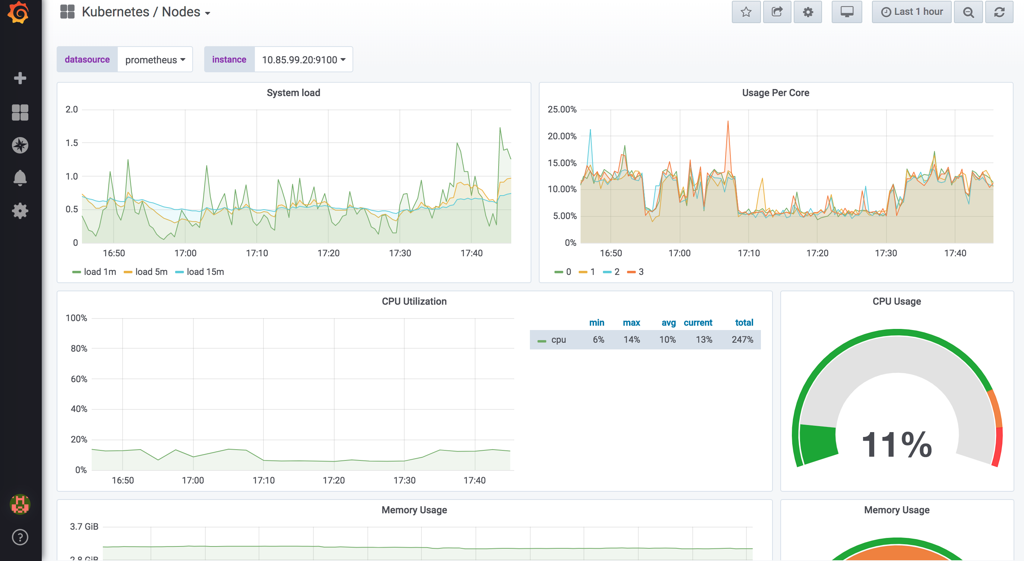 Kubernetes / Nodes
Last 1 hour
datasource prometheus instance 10.85.99.20:9100
System load
2.0
1.5
1.0
0.5
0
16:50 17:00 17:10 17:20 17:30 17:40
load 1m load 5m load 15m
Usage Per Core
25.00%
20.00%
15.00%
10.00%
5.00%
0%
16:50 17:00 17:10 17:20 17:30 17:40
0 1 2 3
CPU Utilization
100%
80%
60%
40%
20%
0%
16:50 17:00 17:10 17:20 17:30 17:40
min max avg current total
cpu 6% 14% 10% 13% 247%
CPU Usage
11%
Memory Usage
3.7 GiB
2.8 GiB
Memory Usage
?